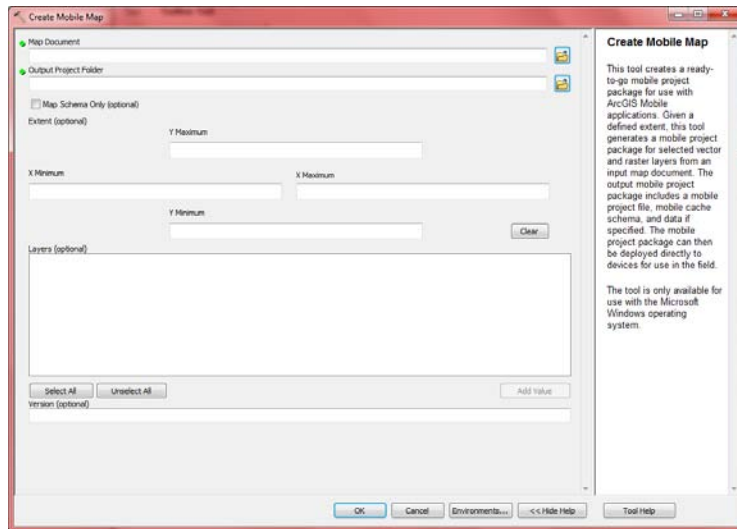 Create Mobile Map
Map Document
Output Project Folder
Map Schema Only (optional)
Extent (optional)
Y Maximum
X Minimum
X Maximum
Y Minimum
Clear
Layers (optional)
Select All
Unselect All
Add Value
Version (optional)
OK
Cancel
Environments...
<< Hide Help
Tool Help
Create Mobile Map
This tool creates a ready-
to-go mobile project
package for use with
ArcGIS Mobile
applications. Given a
defined extent, this tool
generates a mobile project
package for selected vector
and raster layers from an
input map document. The
output mobile project
package includes a mobile
project file, mobile cache
schema, and data if
specified. The mobile
project package can then
be deployed directly to
devices for use in the field.
The tool is only available for
use with the Microsoft
Windows operating
system.